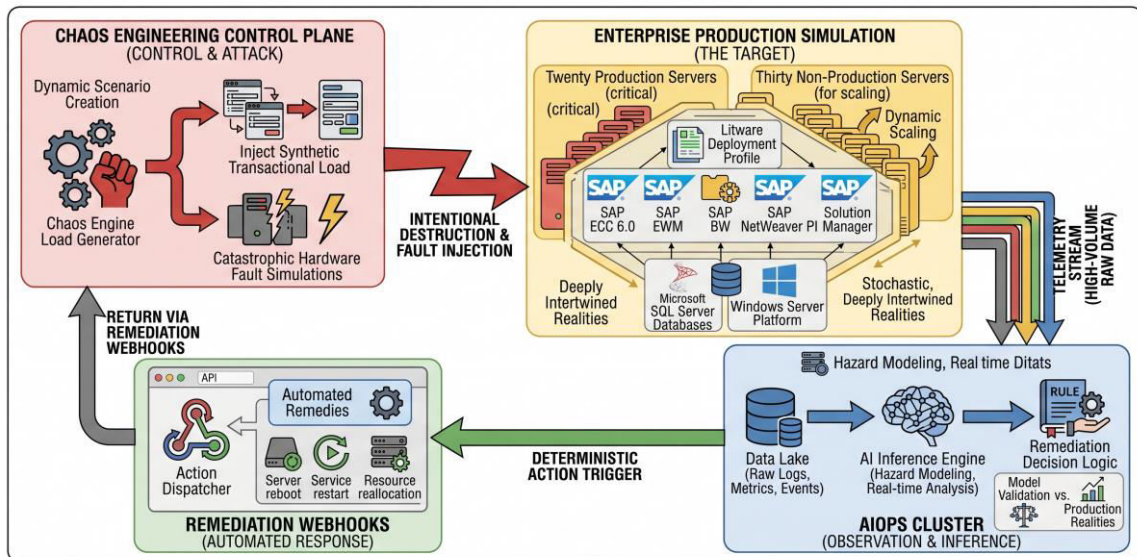 CHAOS ENGINEERING CONTROL PLANE
(CONTROL & ATTACK)
Dynamic Scenario
Creation
Chaos Engine
Load Generator
Inject Synthetic
Transactional Load
Catastrophic Hardware
Fault Simulations
INTENTIONAL
DESTRUCTION &
FAULT INJECTION
ENTERPRISE PRODUCTION SIMULATION
(THE TARGET)
Twenty Production Servers
(critical)
(critical)
Thirty Non-Production Servers
(for scaling)
Dynamic
Scaling
Litware
Deployment
Profile
SAP
SAP
ECC 6.0
SAP
SAP
EWM
SAP
BW
SAP
SAP
NetWeaver PI
SAP
Solution
Manager
Deeply
Intertwined
Realities
Microsoft
SQL Server
Databases
Windows Server
Platform
Stochastic,
Deeply Intertwined
Realities
TELEMETRY
STREAM
(HIGH-VOLUME
RAW DATA)
Hazard Modeling, Real time Ditats
Data Lake
(Raw Logs,
Metrics, Events)
AI Inference Engine
(Hazard Modeling,
Real-time Analysis)
RULE
Remediation
Decision Logic
Model
Validation
vs.
Production
Realities
AIOPS CLUSTER
(OBSERVATION & INFERENCE)
DETERMINISTIC
ACTION TRIGGER
API
Automated
Remedies
Action
Dispatcher
Server
reboot
Service
restart
Resource
reallocation
REMEDIATION WEBHOOKS
(AUTOMATED RESPONSE)
RETURN VIA
REMEDIATION
WEBHOOKS